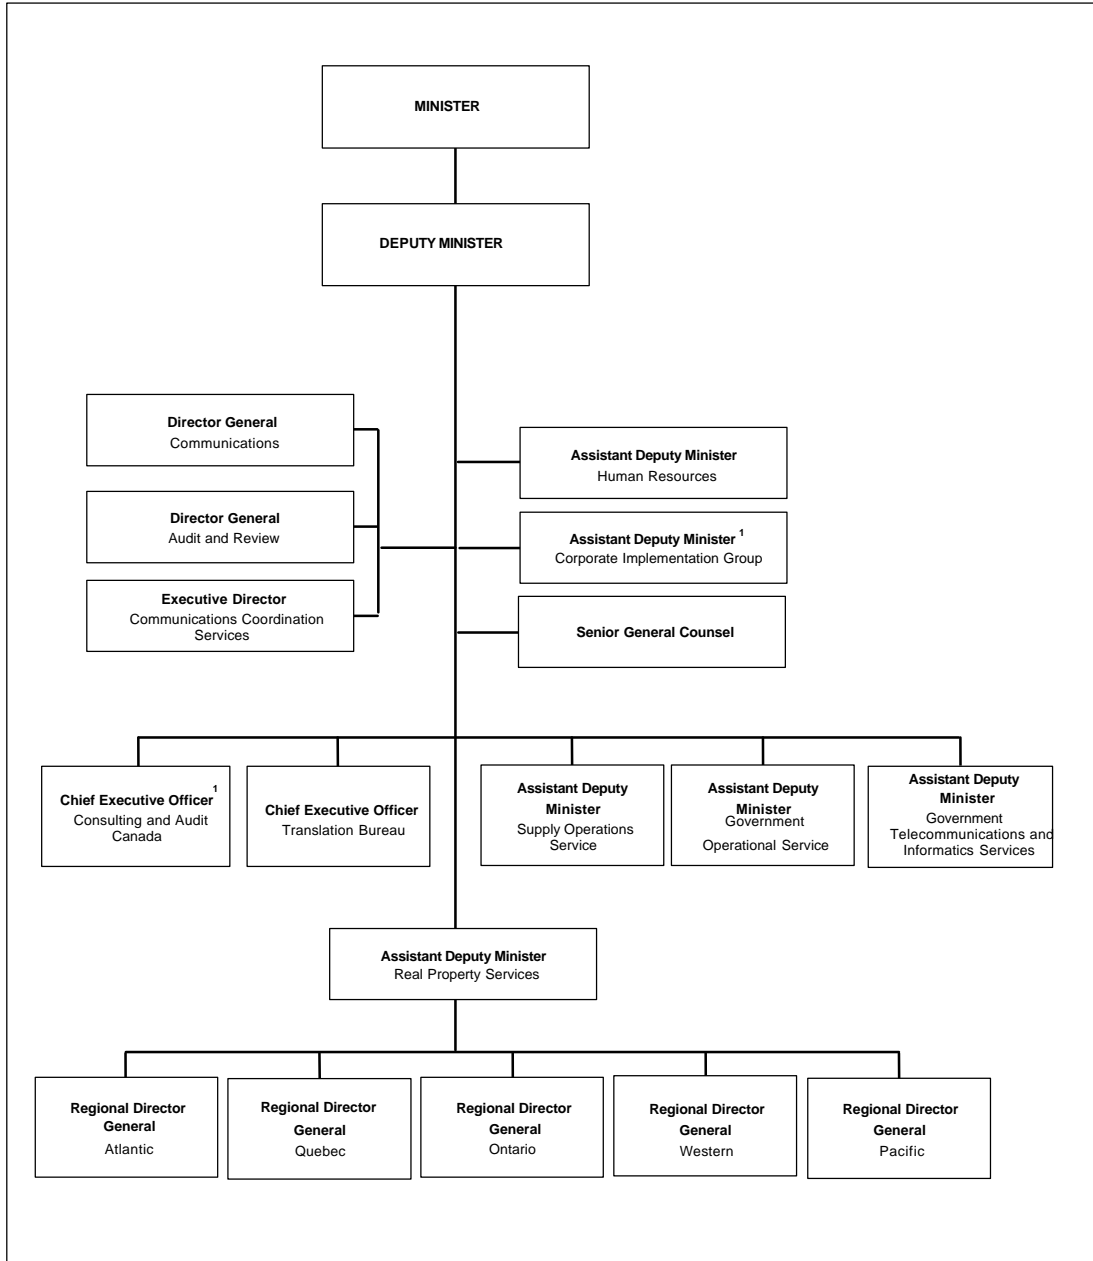 MINISTER
DEPUTY MINISTER
Director General
Communications
Assistant Deputy Minister
Human Resources
Director General
Audit and Review
Assistant Deputy Minister 1
Corporate Implementation Group
Executive Director
Communications Coordination
Services
Senior General Counsel
Chief Executive Officer 1
Consulting and Audit
Canada
Chief Executive Officer
Translation Bureau
Assistant Deputy
Minister
Supply Operations
Service
Assistant Deputy
Minister
Government
Operational Service
Assistant Deputy
Minister
Government
Telecommunications and
Informatics Services
Assistant Deputy Minister
Real Property Services
Regional Director
General
Atlantic
Regional Director
General
Quebec
Regional Director
General
Ontario
Regional Director
General
Western
Regional Director
General
Pacific